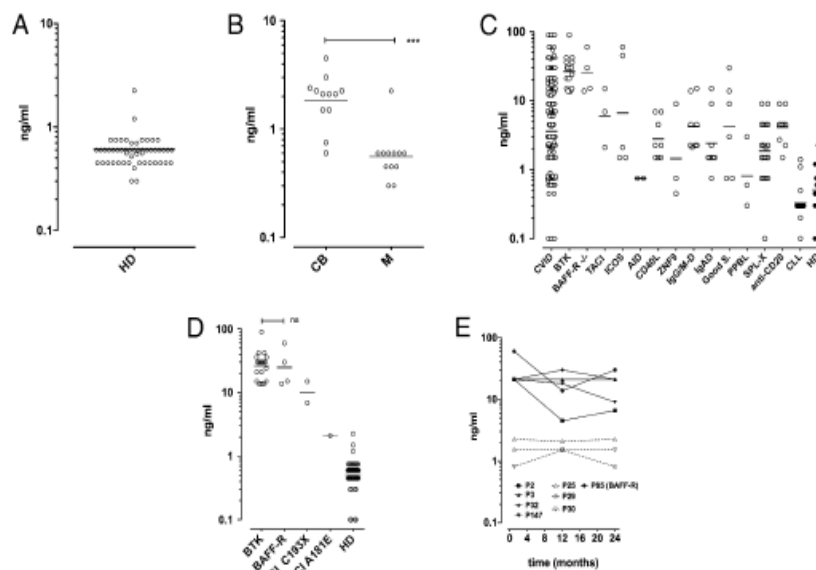 A
ng/ml
10
1
0.1
HD
B
ng/ml
10
1
0.1
***
CB
M
C
ng/ml
100
10
1
0.1
CVID
BTK
BAFF-R -/-
TACI
ICOS
AID
CD40L
ZNF9
IgG/M-D
IgAD
Good S.
PPBL
SPL-X
anti-CD20
CLL
HD
D
ng/ml
100
10
1
0.1
ns
BTK
BAFF-R
CI_C193X
CI A181E
HD
E
ng/ml
100
10
1
0.1
P2
P3
P32
P147
P25
P29
P30
P85 (BAFF-R)
0 4 8 12 16 20 24
time (months)